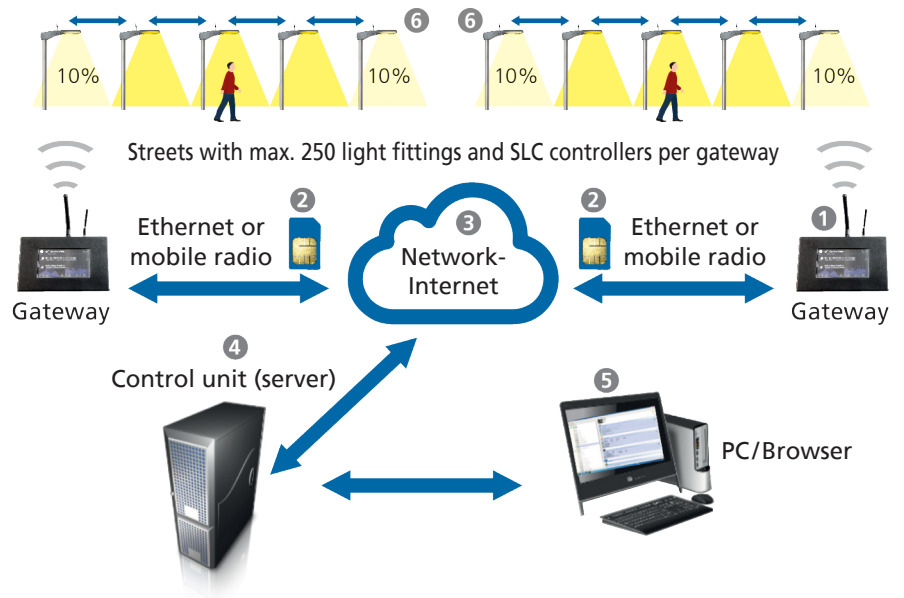 6 6
10% 10% 10% 10%
Streets with max. 250 light fittings and SLC controllers per gateway
2 2 1
Ethernet or
mobile radio
3
Network-
Internet
Ethernet or
mobile radio
Gateway
Gateway
4
Control unit (server)
5
PC/Browser